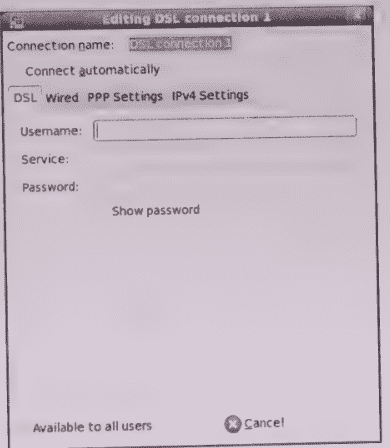 Editing DSL connection 1
Connection name: DSL connection 1
Connect automatically
DSL Wired PPP Settings IPv4 Settings
Username:
Service:
Password:
Show password
Available to all users Cancel